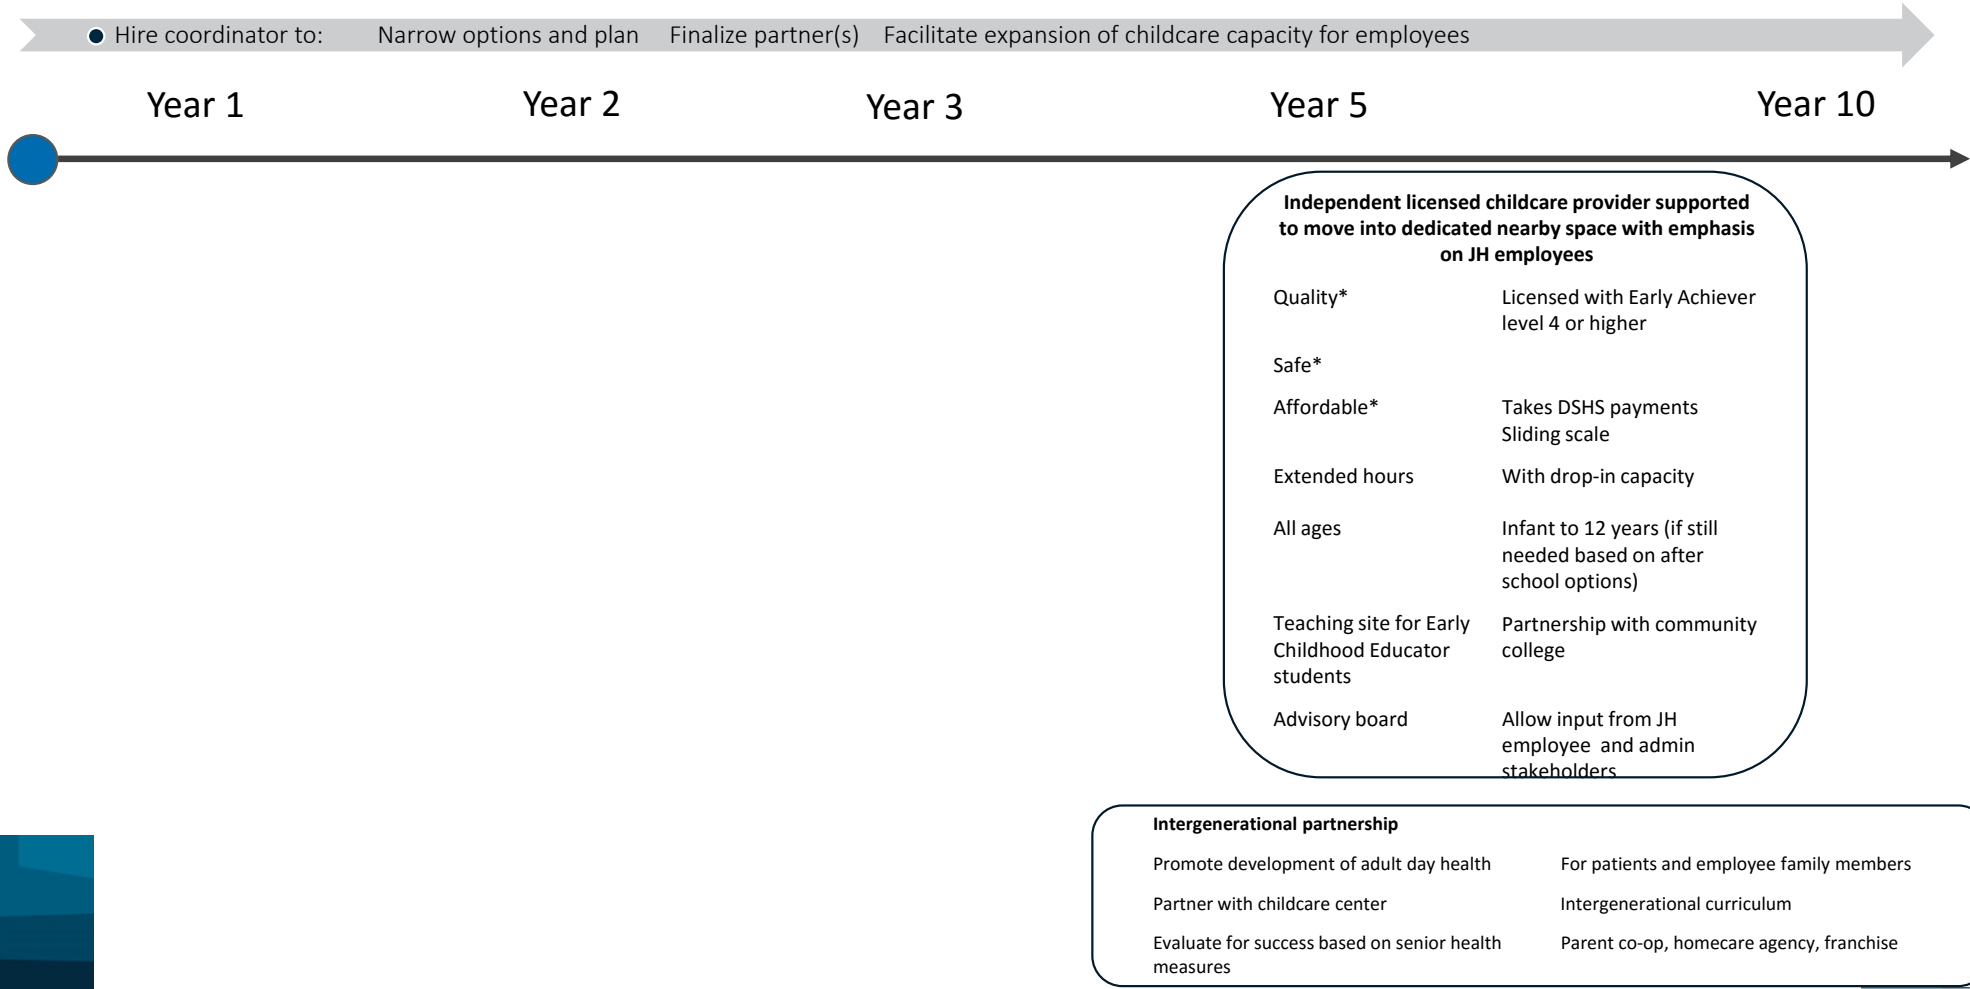 Hire coordinator to: Narrow options and plan Finalize partner(s) Facilitate expansion of childcare capacity for employees
Year 1 Year 2 Year 3 Year 5 Year 10
Independent licensed childcare provider supported
to move into dedicated nearby space with emphasis
on JH employees
Quality* Licensed with Early Achiever
level 4 or higher
Safe*
Affordable* Takes DSHS payments
Sliding scale
Extended hours With drop-in capacity
All ages Infant to 12 years (if still
needed based on after
school options)
Teaching site for Early Partnership with community
Childhood Educator college
students
Advisory board Allow input from JH
employee and admin
stakeholders
Intergenerational partnership
Promote development of adult day health For patients and employee family members
Partner with childcare center Intergenerational curriculum
Evaluate for success based on senior health Parent co-op, homecare agency, franchise
measures